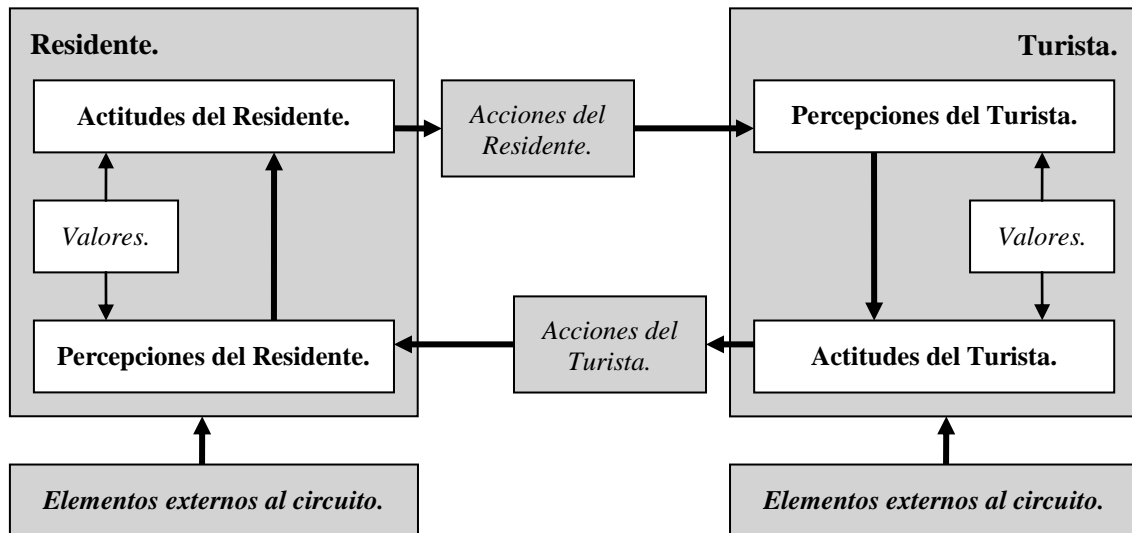 Residente.
Turista.
Actitudes del Residente.
Acciones del
Residente.
Percepciones del Turista.
Valores.
Valores.
Percepciones del Residente.
Acciones del
Turista.
Actitudes del Turista.
Elementos externos al circuito.
Elementos externos al circuito.